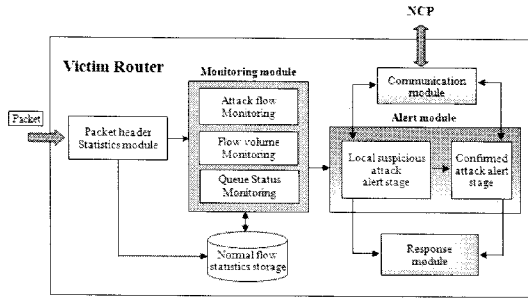 NCP
Victim Router
Monitoring module
Communication
module
Packet
Attack flow
Monitoring
Alert module
Packet header
Statistics module
Flow volume
Monitoring
Local suspicious
attack
alert stage
Confirmed
attack alert
stage
Queue Status
Monitoring
Normal flow
statistics storage
Response
module